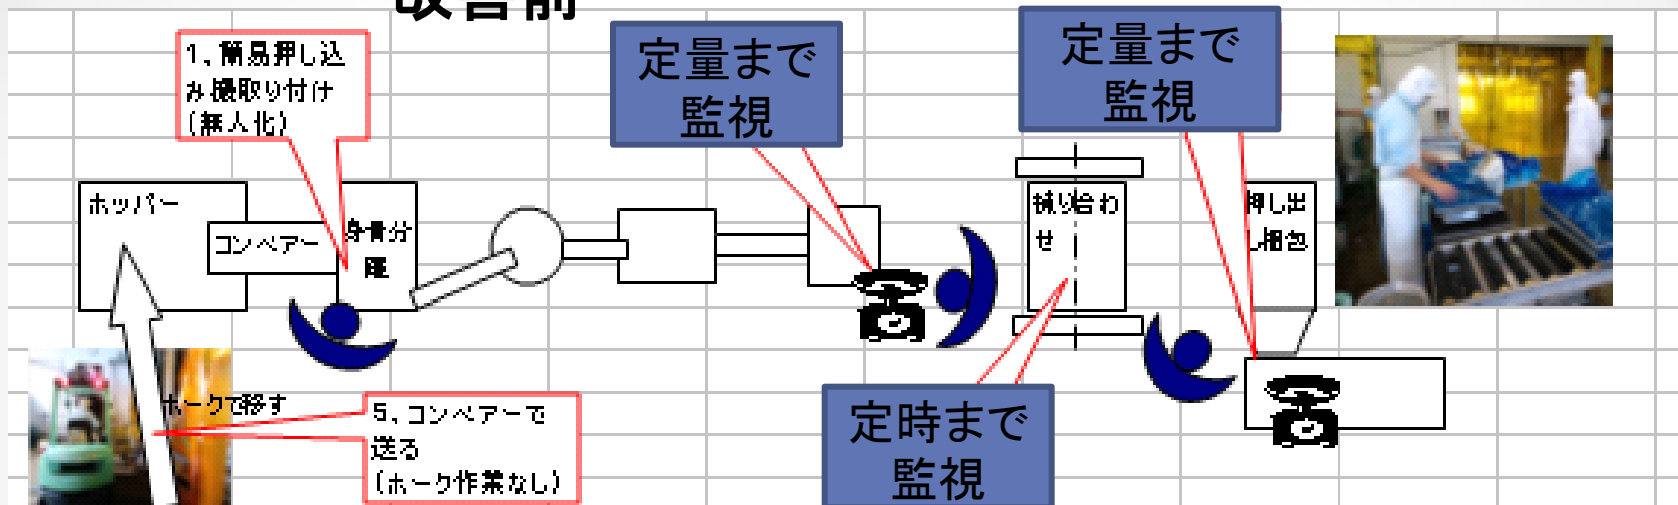 改善前
1、簡易押し込
み機取り付け
(無人化)
定量まで
監視
定量まで
監視
ホッパー
コンベアー
身骨分
離
擂り合わ
せ
押し出
し梱包
ホークで移す
5、コンベアーで
送る
(ホーク作業なし)
定時まで
監視